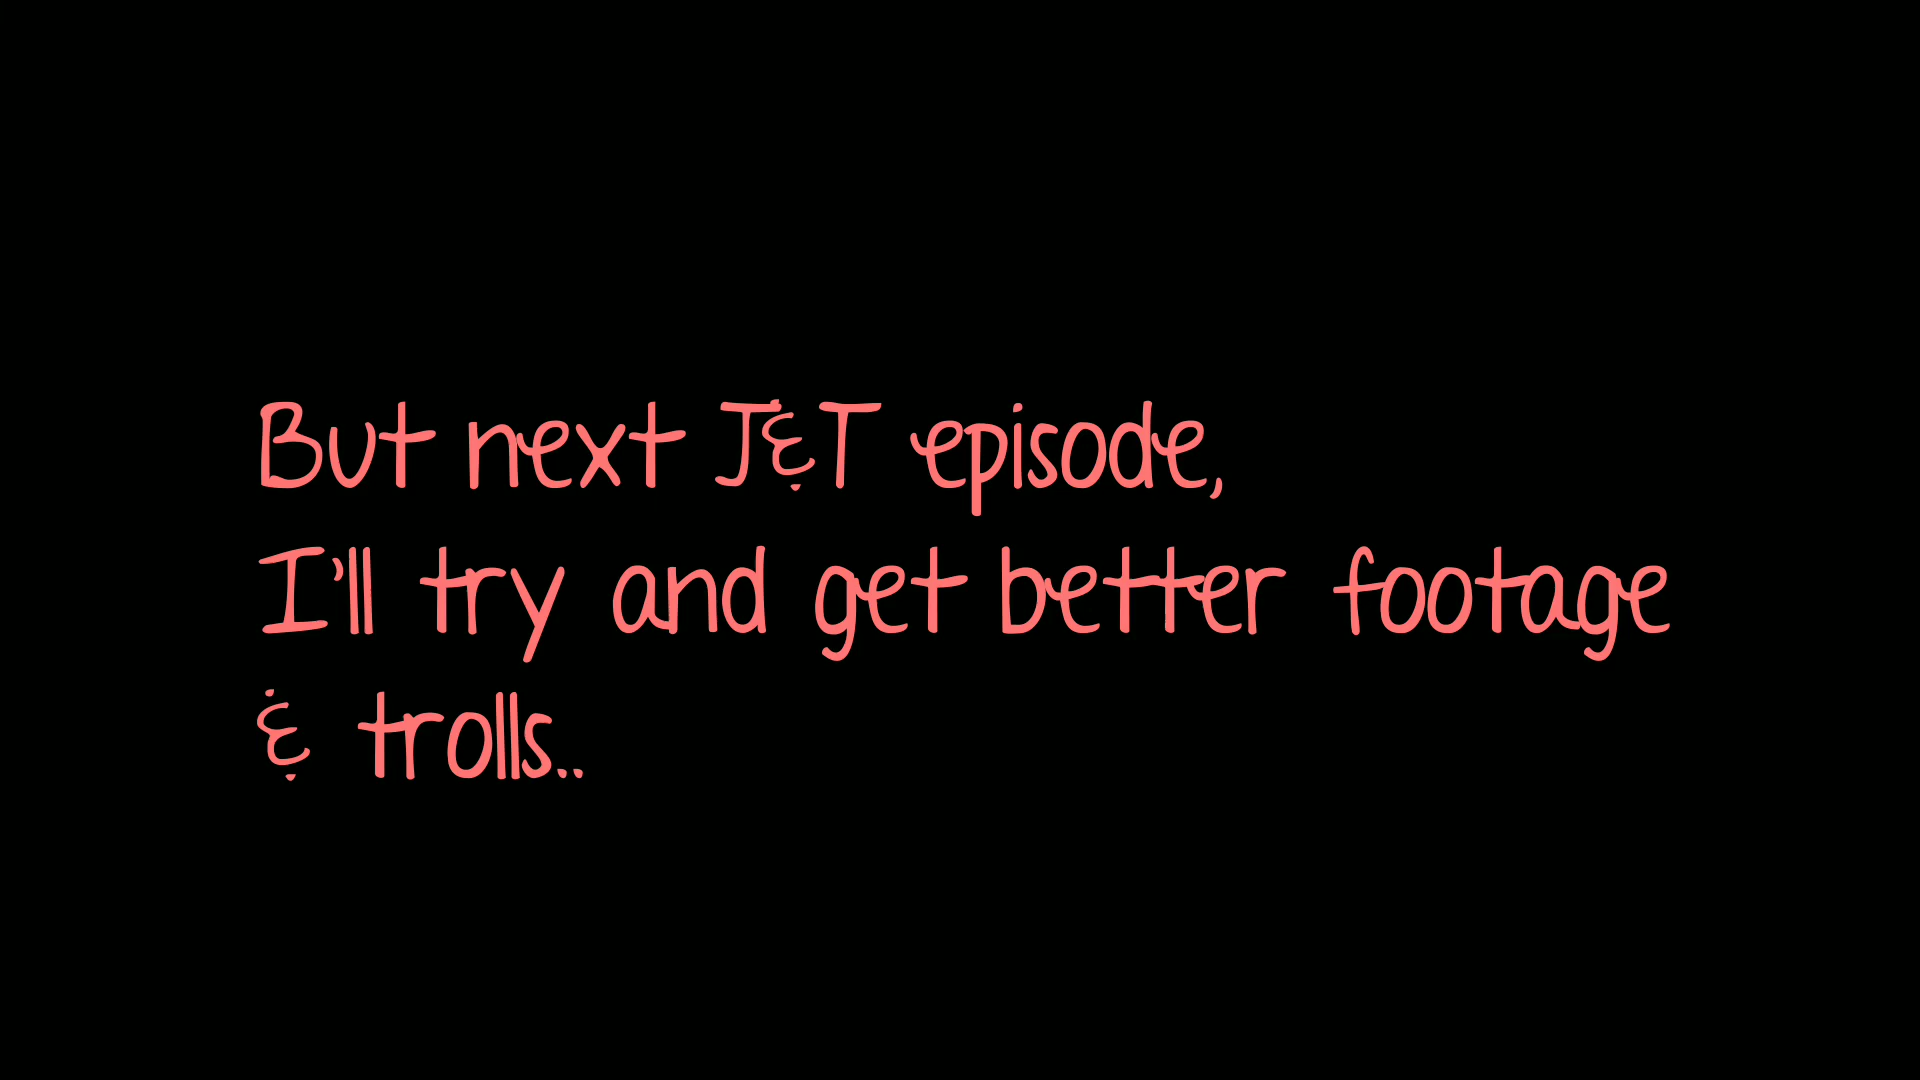 But next J&T episode,
I'll try and get better footage
& trolls..